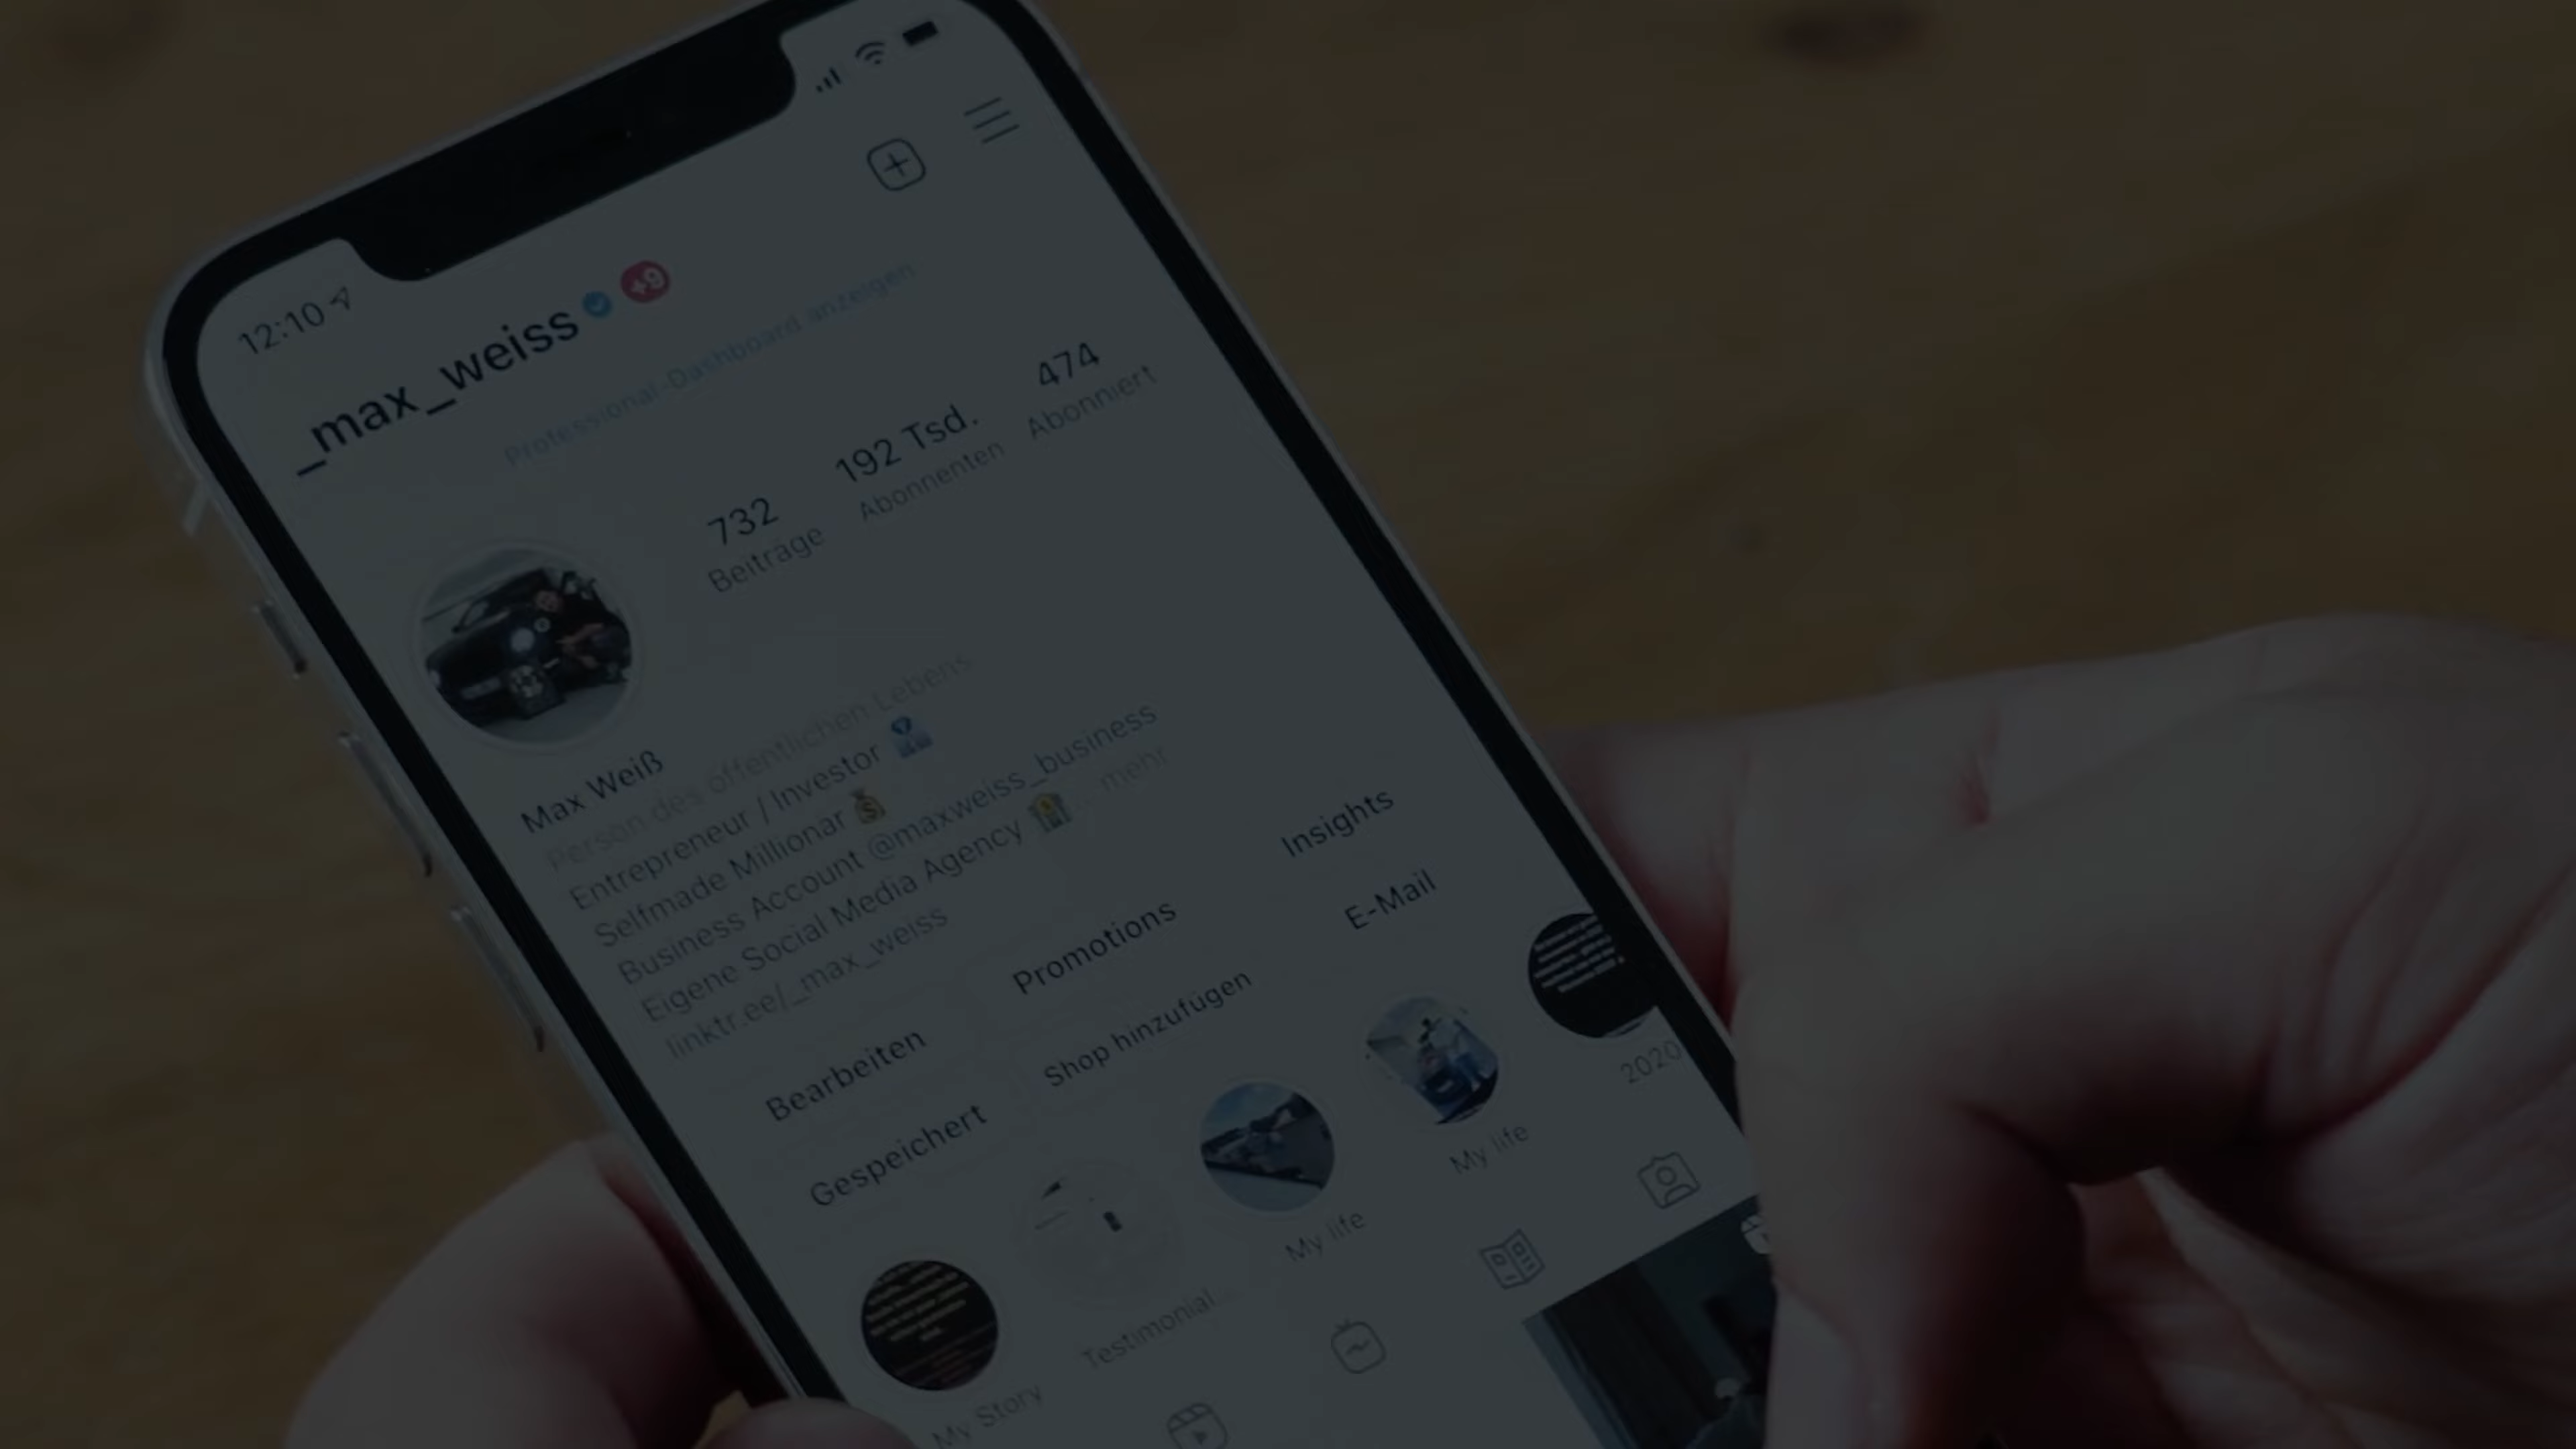 12:10
_max_weiss +9
Professional-Dashboard anzeigen
732 192 Tsd. 474
Beiträge Abonnenten Abonniert
Max Weiß
Person des öffentlichen Lebens
Entrepreneur / Investor
Selfmade Millionär
Business Account @maxweiss_business
Eigene Social Media Agency ... mehr
linktr.ee/_max_weiss
Bearbeiten Promotions Insights
Gespeichert Shop hinzufügen E-Mail
My Story Testimonial... My life My life 2020